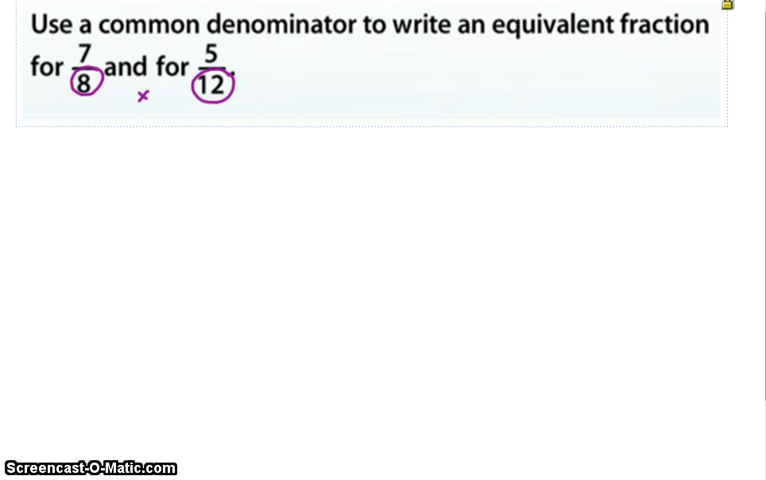 Use a common denominator to write an equivalent fraction
for 7/8 and for 5/12.
×
Screencast-O-Matic.com